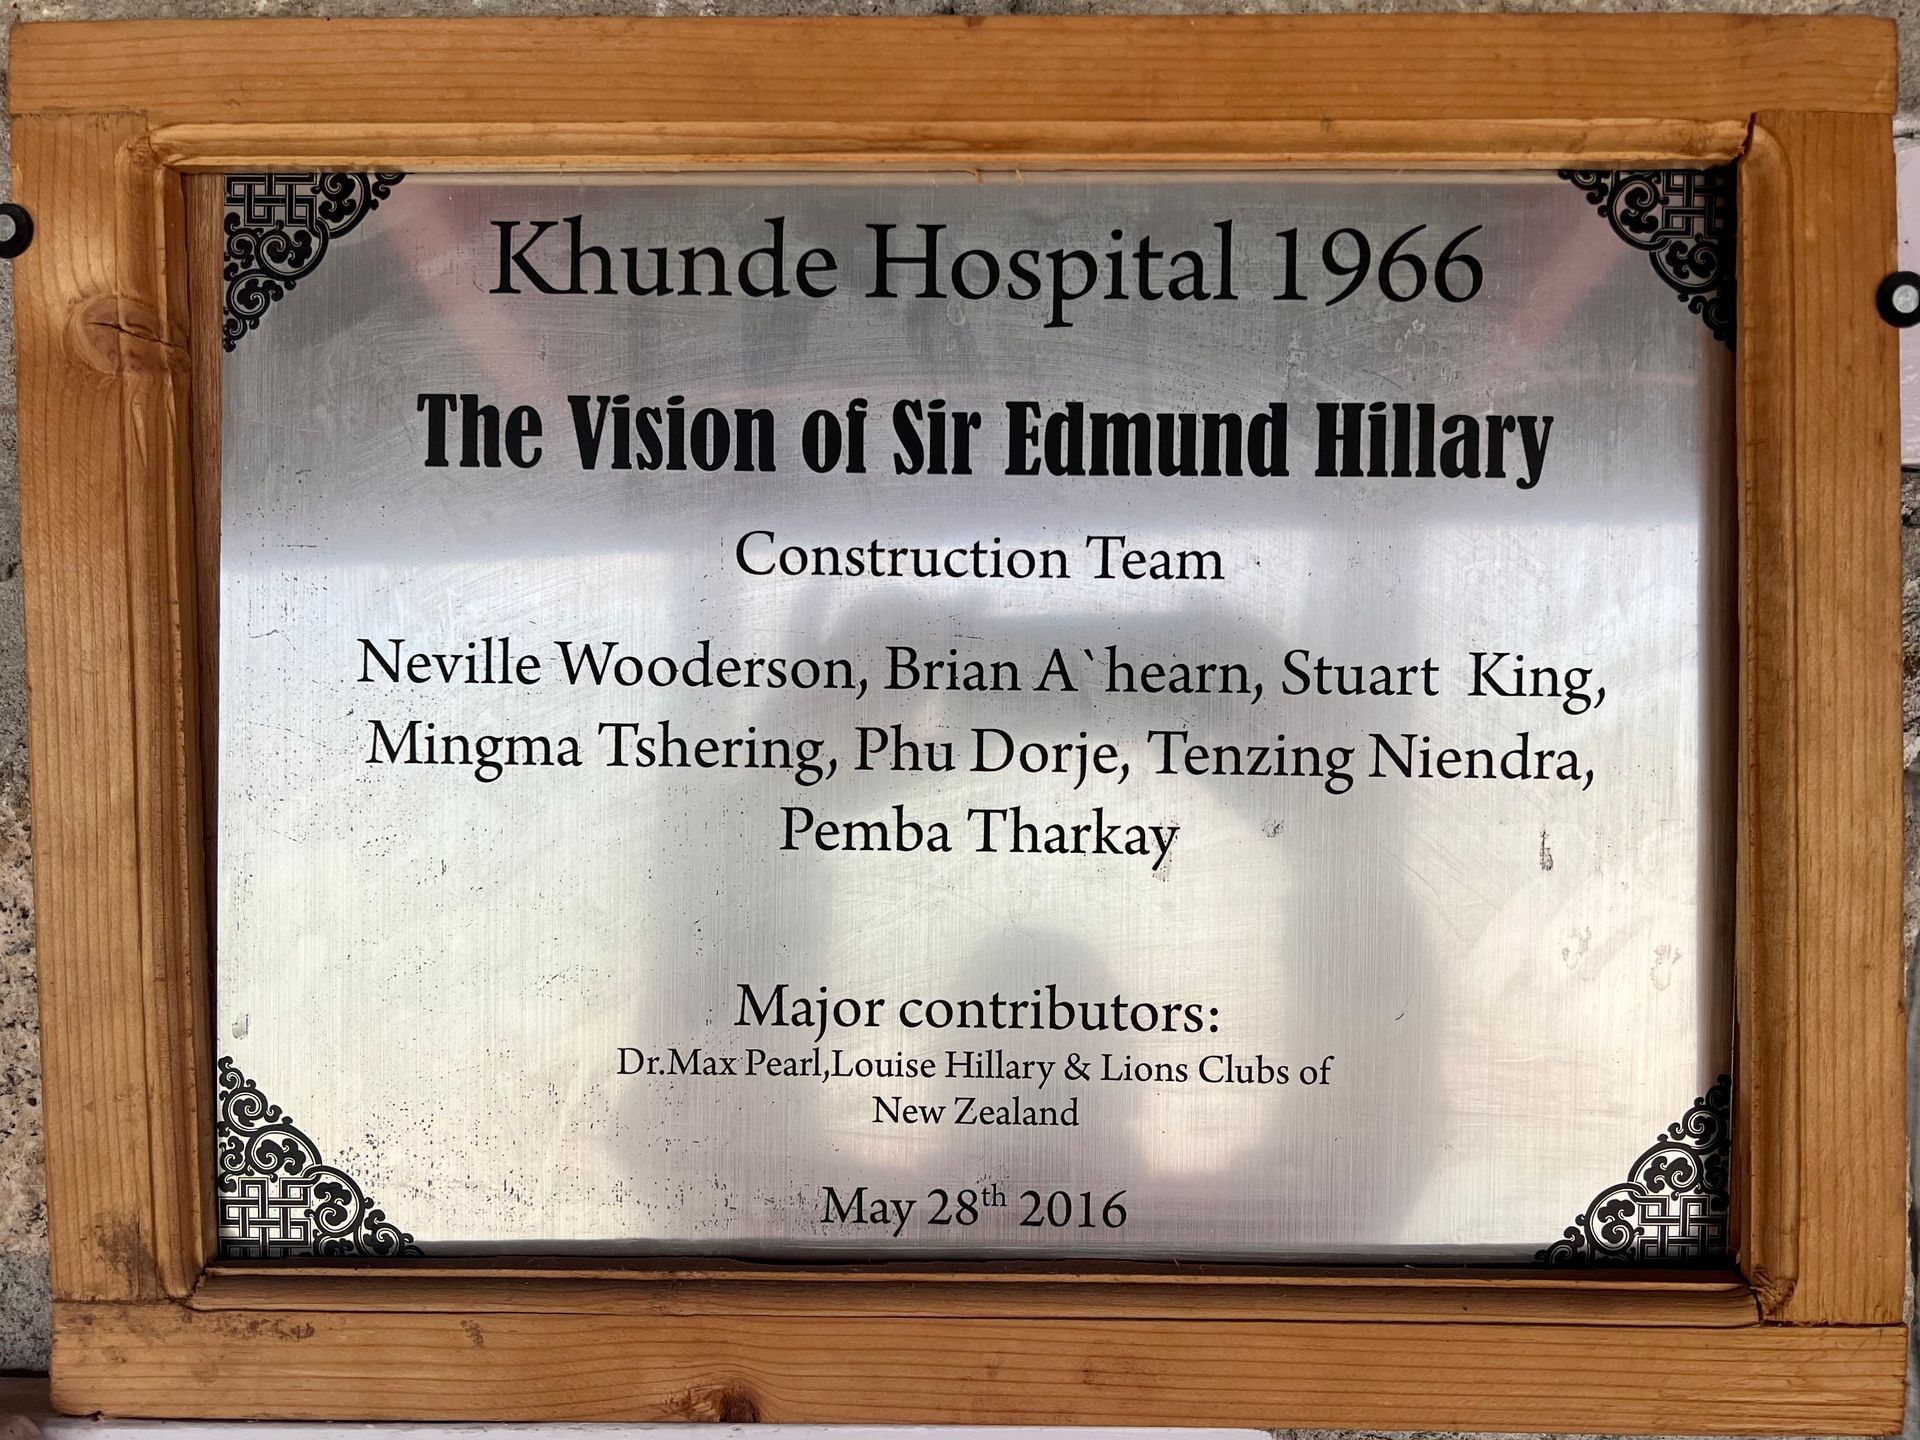 Khunde Hospital 1966
The Vision of Sir Edmund Hillary
Construction Team
Neville Wooderson, Brian A`hearn, Stuart King,
Mingma Tshering, Phu Dorje, Tenzing Niendra,
Pemba Tharkay
Major contributors:
Dr.Max Pearl,Louise Hillary & Lions Clubs of
New Zealand
May 28th 2016